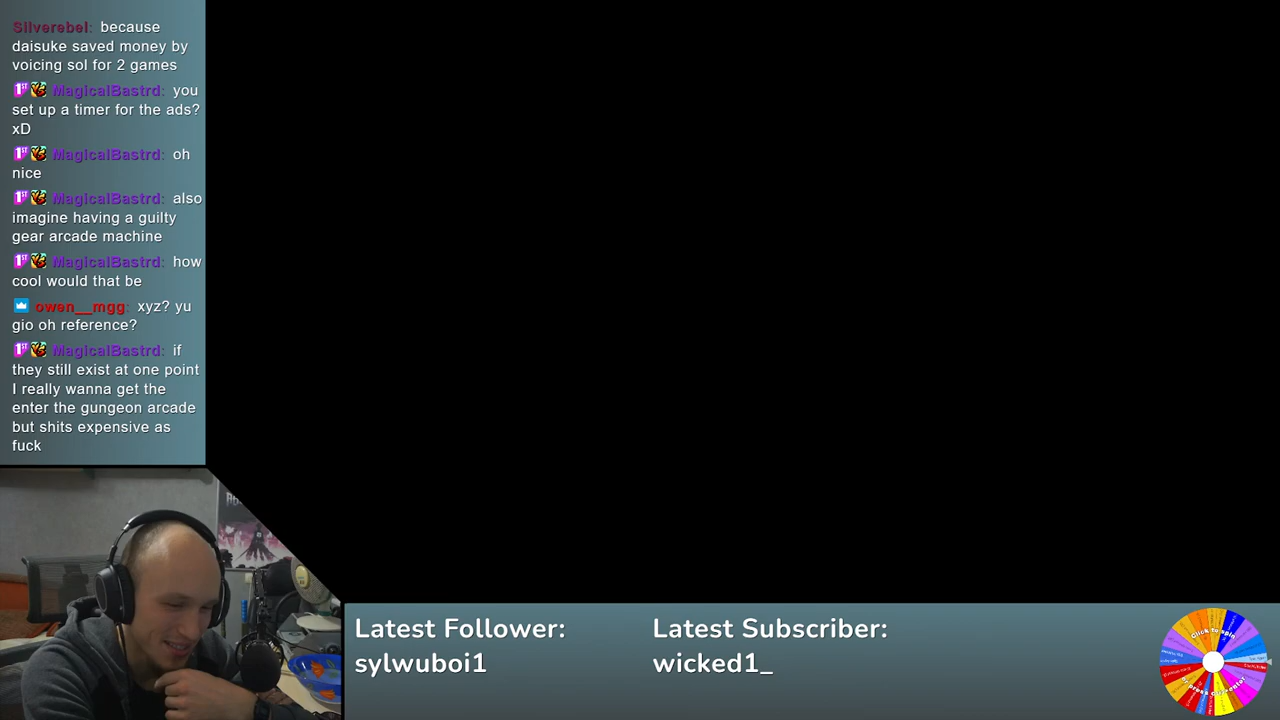 Silverebel: because
daisuke saved money by
voicing sol for 2 games
MagicalBastrd: you
set up a timer for the ads?
xD
MagicalBastrd: oh
nice
MagicalBastrd: also
imagine having a guilty
gear arcade machine
MagicalBastrd: how
cool would that be
owen__mgg: xyz? yu
gio oh reference?
MagicalBastrd: if
they still exist at one point
I really wanna get the
enter the gungeon arcade
but shits expensive as
fuck
Latest Follower:
sylwuboi1
Latest Subscriber:
wicked1_
Click to spin